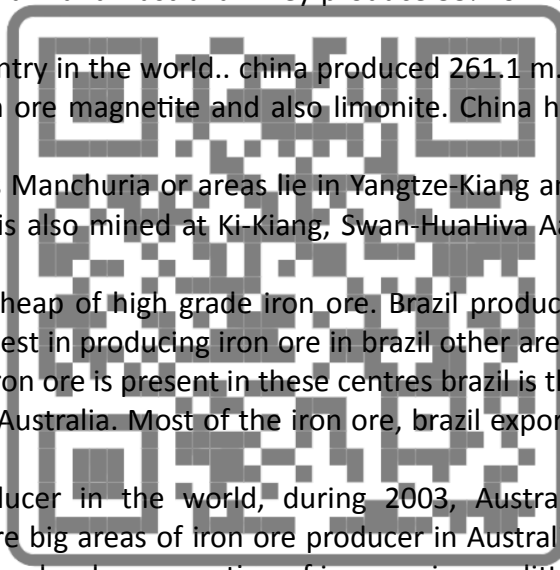 ntry in the world.. china produced 261.1 m.
ore magnetite and also limonite. China h
Manchuria or areas lie in Yangtze-Kiang a
is also mined at Ki-Kiang, Swan-HuaHiva A
heap of high grade iron ore. Brazil produc
est in producing iron ore in brazil other are
ron ore is present in these centres brazil is t
Australia. Most of the iron ore, brazil expor
ducer in the world, during 2003, Austra
re big areas of iron ore producer in Austral